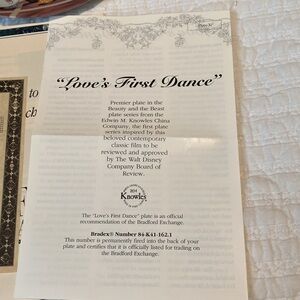 "Love's First Dance"
Premier plate in the
Beauty and the Beast
plate series from the
Edwin M. Knowles China
Company, the first plate
series inspired by this
beloved contemporary
classic film to be
reviewed and approved
by The Walt Disney
Company Board of
Review.
Knowles
The "Love's First Dance" plate is an official
recommendation of the Bradford Exchange.
Bradex® Number 84-K41-162.1
This number is permanently fired into the back of your
plate and certifies that it is officially listed for trading on
the Bradford Exchange.
to